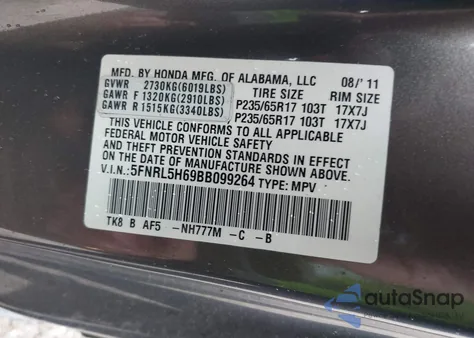 MFD. BY HONDA MFG. OF ALABAMA, LLC 08/'11
GVWR 2730KG(6019LBS) TIRE SIZE RIM SIZE
GAWR F 1320KG(2910LBS) P235/65R17 103T 17X7J
GAWR R 1515KG(3340LBS) P235/65R17 103T 17X7J
THIS VEHICLE CONFORMS TO ALL APPLICABLE
FEDERAL MOTOR VEHICLE SAFETY
AND THEFT PREVENTION STANDARDS IN EFFECT
ON THE DATE OF MANUFACTURE SHOWN ABOVE.
V.I.N: 5FNRL5H69BB099264 TYPE: MPV
TK8 B AF5 -NH777M -C -B
autoSnap